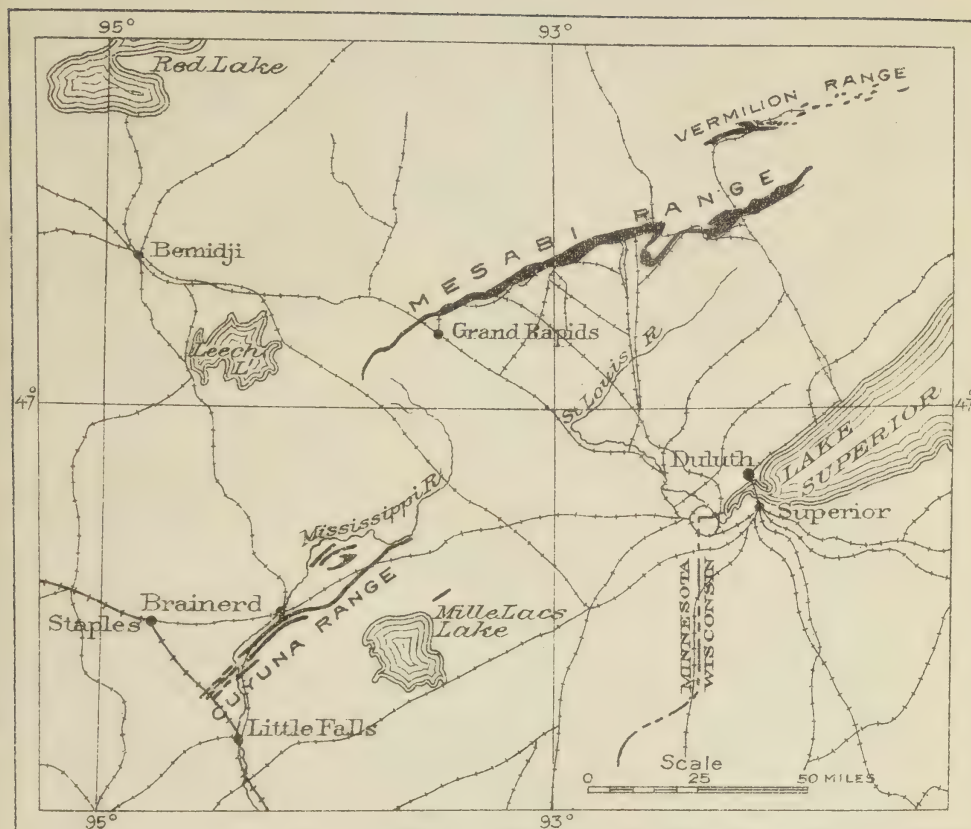 95° 93°
Red Lake
VERMILION RANGE
MESABI RANGE
Bemidji
Grand Rapids
Leech
L.
St Louis R
47° 47°
Duluth
LAKE
SUPERIOR
Superior
Mississippi R
Brainerd
Staples
CUYUNA RANGE
Mille Lacs
Lake
MINNESOTA
WISCONSIN
Little Falls
Scale
0 25 50 MILES
95° 93°